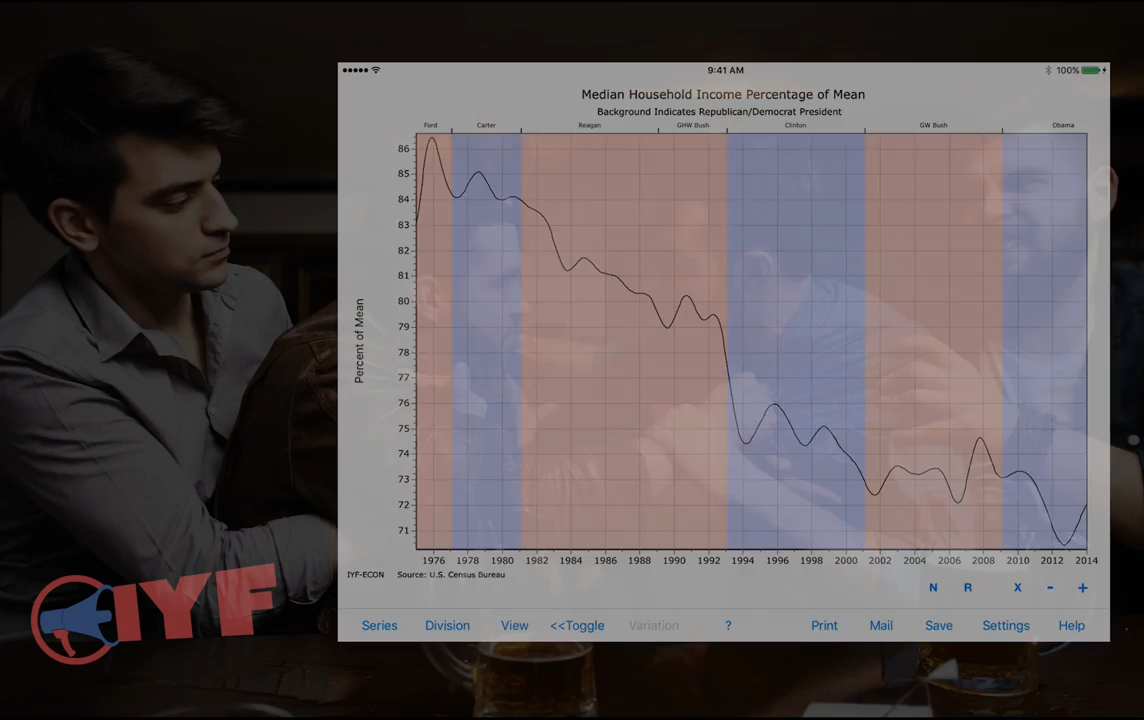 9:41 AM
100%
Median Household Income Percentage of Mean
Background Indicates Republican/Democrat President
Ford Carter Reagan GHW Bush Clinton GW Bush Obama
86
85
84
83
82
81
80
79
78
77
76
75
74
73
72
71
Percent of Mean
1976 1978 1980 1982 1984 1986 1988 1990 1992 1994 1996 1998 2000 2002 2004 2006 2008 2010 2012 2014
IYF-ECON Source: U.S. Census Bureau
N R X - +
Series Division View <<Toggle Variation ? Print Mail Save Settings Help
IYF